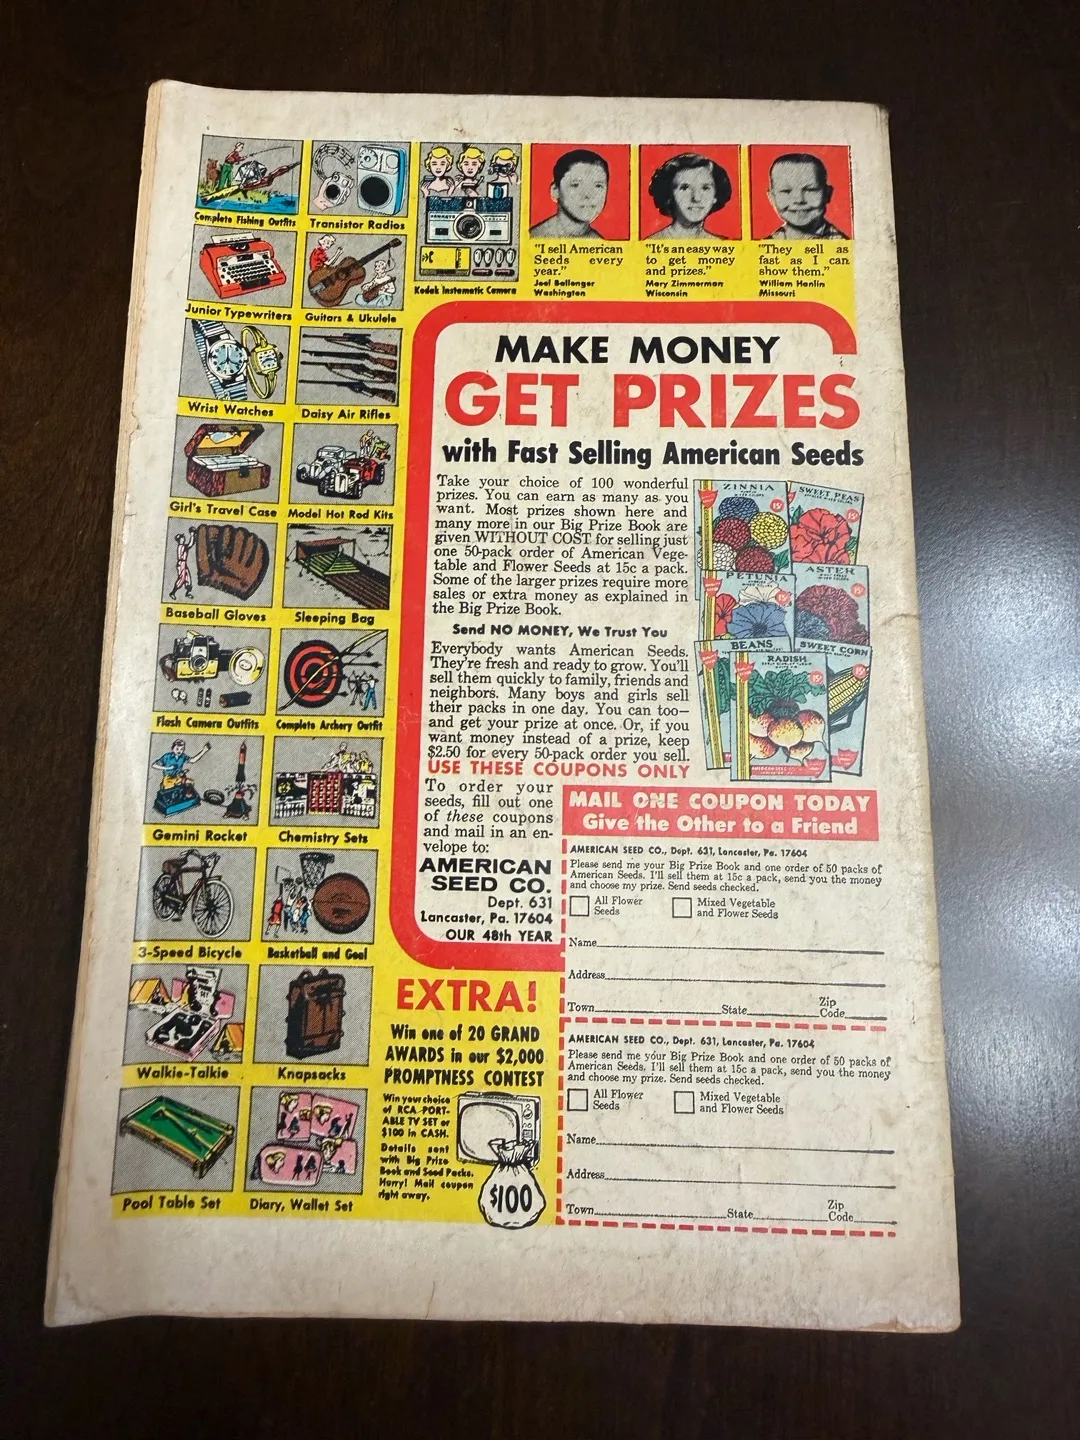 Complete Fishing Outfits
Transistor Radios
Kodak Instamatic Camera
Junior Typewriters
Guitars & Ukulele
Wrist Watches
Daisy Air Rifles
Girl's Travel Case
Model Hot Rod Kits
Baseball Gloves
Sleeping Bag
Flash Camera Outfits
Complete Archery Outfit
Gemini Rocket
Chemistry Sets
3-Speed Bicycle
Basketball and Goal
Walkie-Talkie
Knapsacks
Pool Table Set
Diary, Wallet Set
"I sell American
Seeds every
year."
Joel Ballenger
Washington
"It's an easy way
to get money
and prizes."
Mary Zimmerman
Wisconsin
"They sell as
fast as I can
show them."
William Hanlin
Missouri
MAKE MONEY
GET PRIZES
with Fast Selling American Seeds
Take your choice of 100 wonderful
prizes. You can earn as many as you
want. Most prizes shown here and
many more in our Big Prize Book are
given WITHOUT COST for selling just
one 50-pack order of American Vege-
table and Flower Seeds at 15c a pack.
Some of the larger prizes require more
sales or extra money as explained in
the Big Prize Book.
Send NO MONEY, We Trust You
Everybody wants American Seeds.
They're fresh and ready to grow. You'll
sell them quickly to family, friends and
neighbors. Many boys and girls sell
their packs in one day. You can too—
and get your prize at once. Or, if you
want money instead of a prize, keep
$2.50 for every 50-pack order you sell.
USE THESE COUPONS ONLY
ZINNIA
SWEET PEAS
PETUNIA
ASTER
BEANS
SWEET CORN
RADISH
15¢
To order your
seeds, fill out one
of these coupons
and mail in an en-
velope to:
AMERICAN
SEED CO.
Dept. 631
Lancaster, Pa. 17604
OUR 48th YEAR
MAIL ONE COUPON TODAY
Give the Other to a Friend
AMERICAN SEED CO., Dept. 631, Lancaster, Pa. 17604
Please send me your Big Prize Book and one order of 50 packs of
American Seeds. I'll sell them at 15c a pack, send you the money
and choose my prize. Send seeds checked.
All Flower
Seeds
Mixed Vegetable
and Flower Seeds
Name
Address
Town State Zip
Code
AMERICAN SEED CO., Dept. 631, Lancaster, Pa. 17604
Please send me your Big Prize Book and one order of 50 packs of
American Seeds. I'll sell them at 15c a pack, send you the money
and choose my prize. Send seeds checked.
All Flower
Seeds
Mixed Vegetable
and Flower Seeds
Name
Address
Town State Zip
Code
EXTRA!
Win one of 20 GRAND
AWARDS in our $2,000
PROMPTNESS CONTEST
Win your choice
of RCA PORT-
ABLE TV SET or
$100 in CASH.
Details sent
with Big Prize
Book and Seed Packs.
Hurry! Mail coupon
right away.
$100